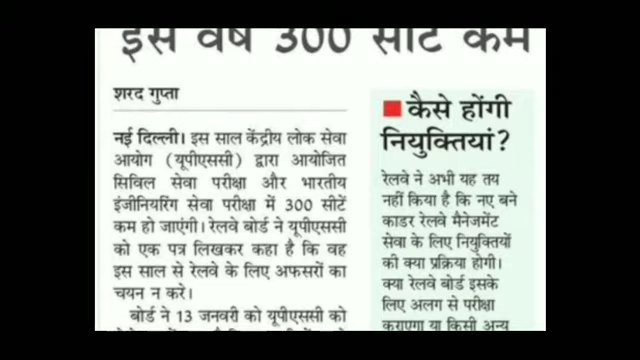 इस वर्ष 300 सीटें कम
शरद गुप्ता
नई दिल्ली। इस साल केंद्रीय लोक सेवा
आयोग (यूपीएससी) द्वारा आयोजित
सिविल सेवा परीक्षा और भारतीय
इंजीनियरिंग सेवा परीक्षा में 300 सीटें
कम हो जाएंगी। रेलवे बोर्ड ने यूपीएससी
को एक पत्र लिखकर कहा है कि वह
इस साल से रेलवे के लिए अफसरों का
चयन न करे।
बोर्ड ने 13 जनवरी को यूपीएससी को
कैसे होंगी
नियुक्तियां?
रेलवे ने अभी यह तय
नहीं किया है कि नए बने
काडर रेलवे मैनेजमेंट
सेवा के लिए नियुक्तियों
की क्या प्रक्रिया होगी।
क्या रेलवे बोर्ड इसके
लिए अलग से परीक्षा
कराएगा या किसी अन्य